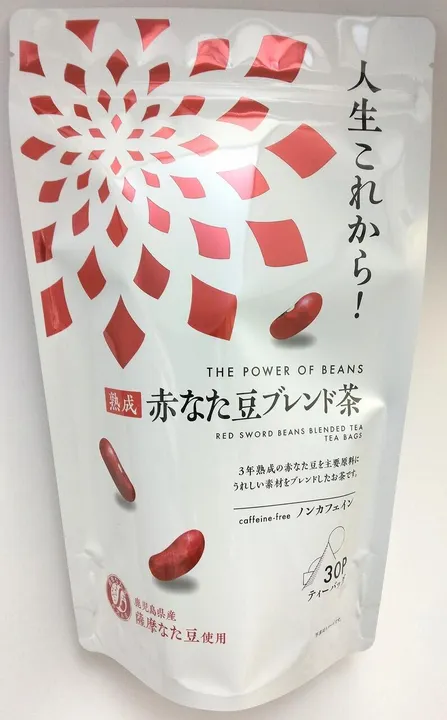 人生これから!
THE POWER OF BEANS
熟成 赤なた豆ブレンド茶
RED SWORD BEANS BLENDED TEA
TEA BAGS
3年熟成の赤なた豆を主要原料に
うれしい素材をブレンドしたお茶です。
caffeine-free ノンカフェイン
30P
ティーバッグ
鹿児島県産
薩摩なた豆使用